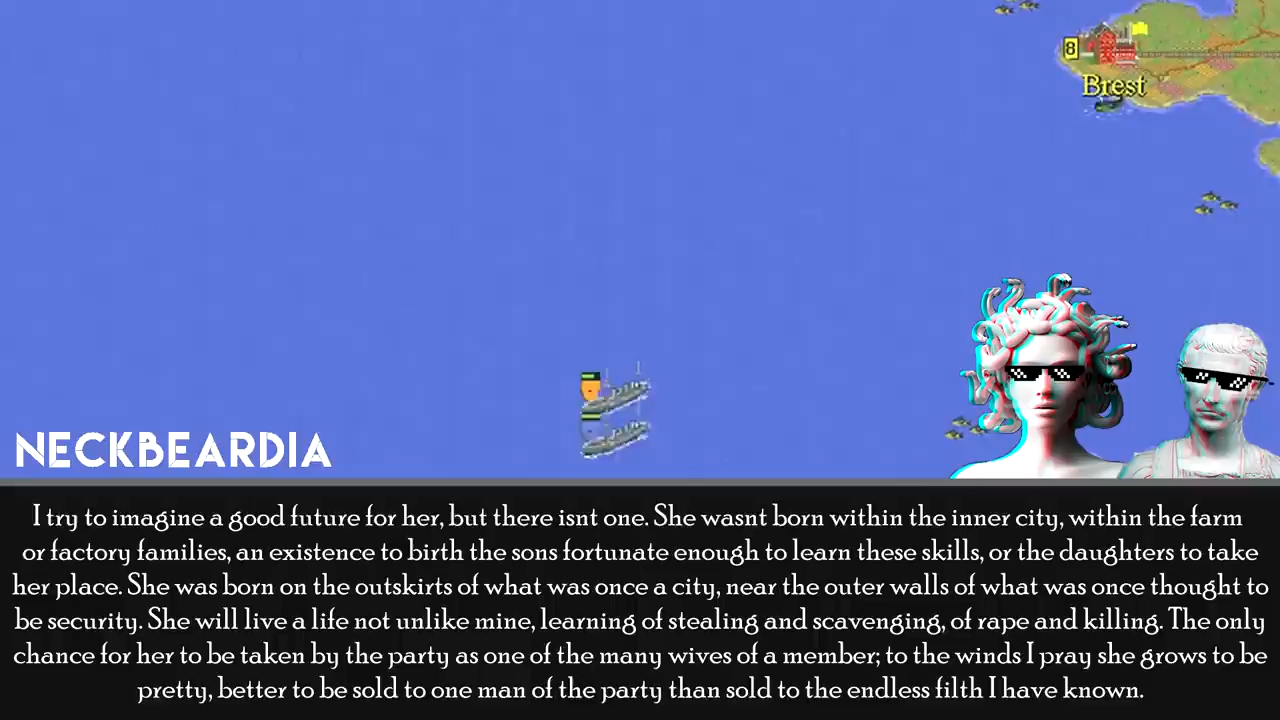 8
Brest
NECKBEARDIA
I try to imagine a good future for her, but there isnt one. She wasnt born within the inner city, within the farm
or factory families, an existence to birth the sons fortunate enough to learn these skills, or the daughters to take
her place. She was born on the outskirts of what was once a city, near the outer walls of what was once thought to
be security. She will live a life not unlike mine, learning of stealing and scavenging, of rape and killing. The only
chance for her to be taken by the party as one of the many wives of a member; to the winds I pray she grows to be
pretty, better to be sold to one man of the party than sold to the endless filth I have known.